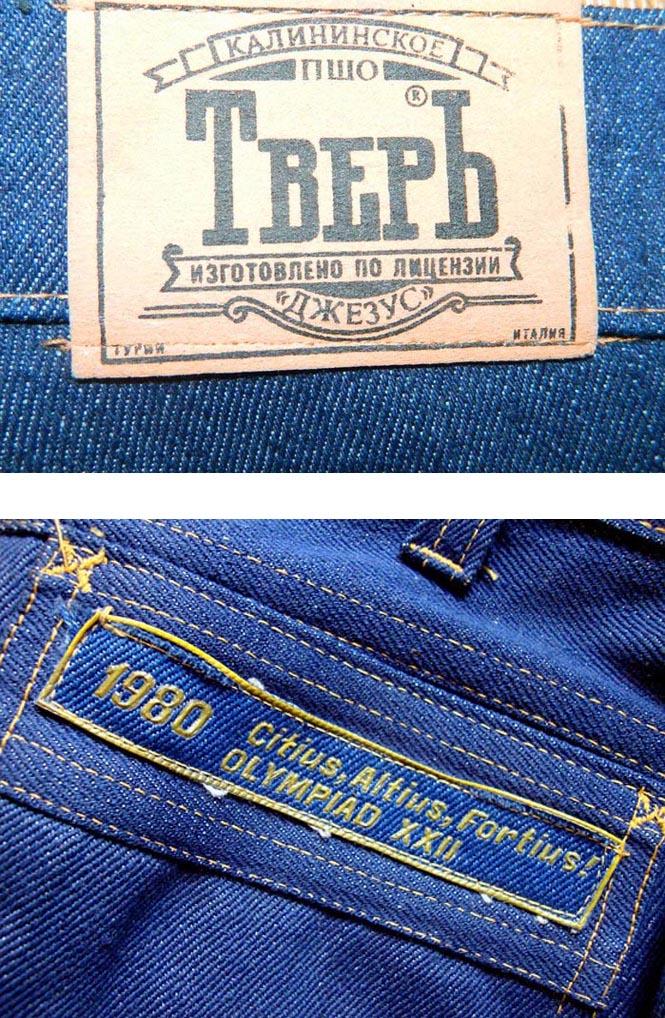 КАЛИНИНСКОЕ
ПШО
ТВЕРЬ ®
ИЗГОТОВЛЕНО ПО ЛИЦЕНЗИИ
"ДЖЕЗУС"
ТУРИН ИТАЛИЯ
1980 Citius, Altius, Fortius!
OLYMPIAD XXII